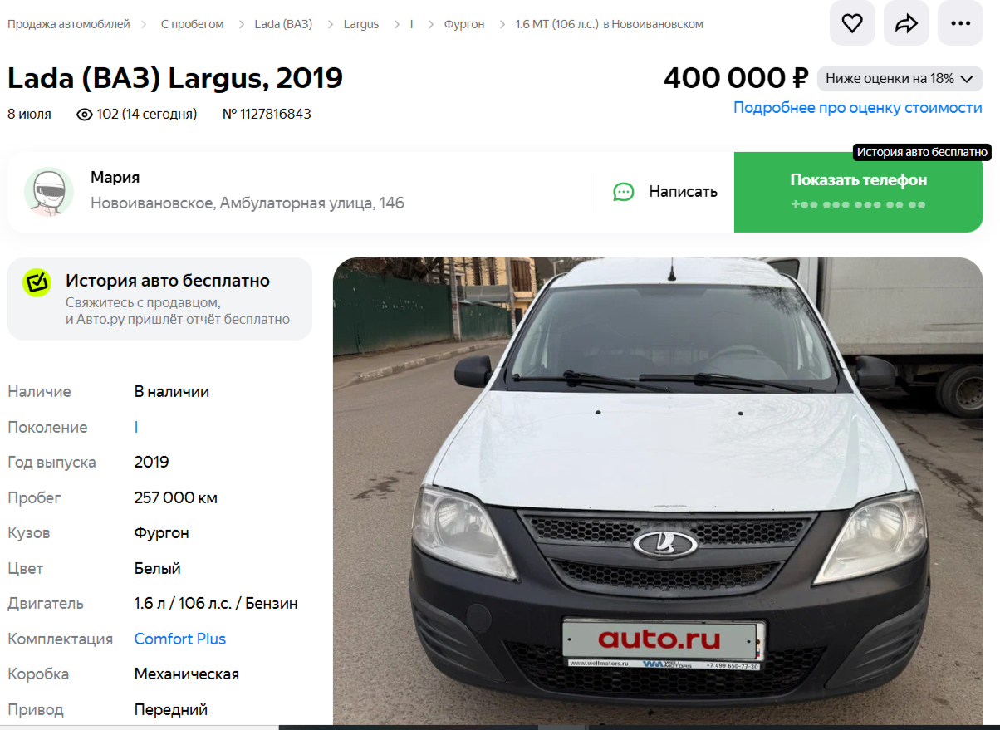 Продажа автомобилей С пробегом Lada (ВАЗ) Largus I Фургон 1.6 MT (106 л.с.) в Новоивановском
Lada (ВАЗ) Largus, 2019
400 000 ₽ Ниже оценки на 18%
8 июля 102 (14 сегодня) № 1127816843
Подробнее про оценку стоимости
История авто бесплатно
Мария
Новоивановское, Амбулаторная улица, 146
Написать
Показать телефон
+•• ••• ••• •• ••
История авто бесплатно
Свяжитесь с продавцом,
и Авто.ру пришлёт отчёт бесплатно
Наличие В наличии
Поколение I
Год выпуска 2019
Пробег 257 000 км
Кузов Фургон
Цвет Белый
Двигатель 1.6 л / 106 л.с. / Бензин
Комплектация Comfort Plus
Коробка Механическая
Привод Передний
auto.ru
www.wellmotors.ru WELL MOTORS +7 499 650-77-30